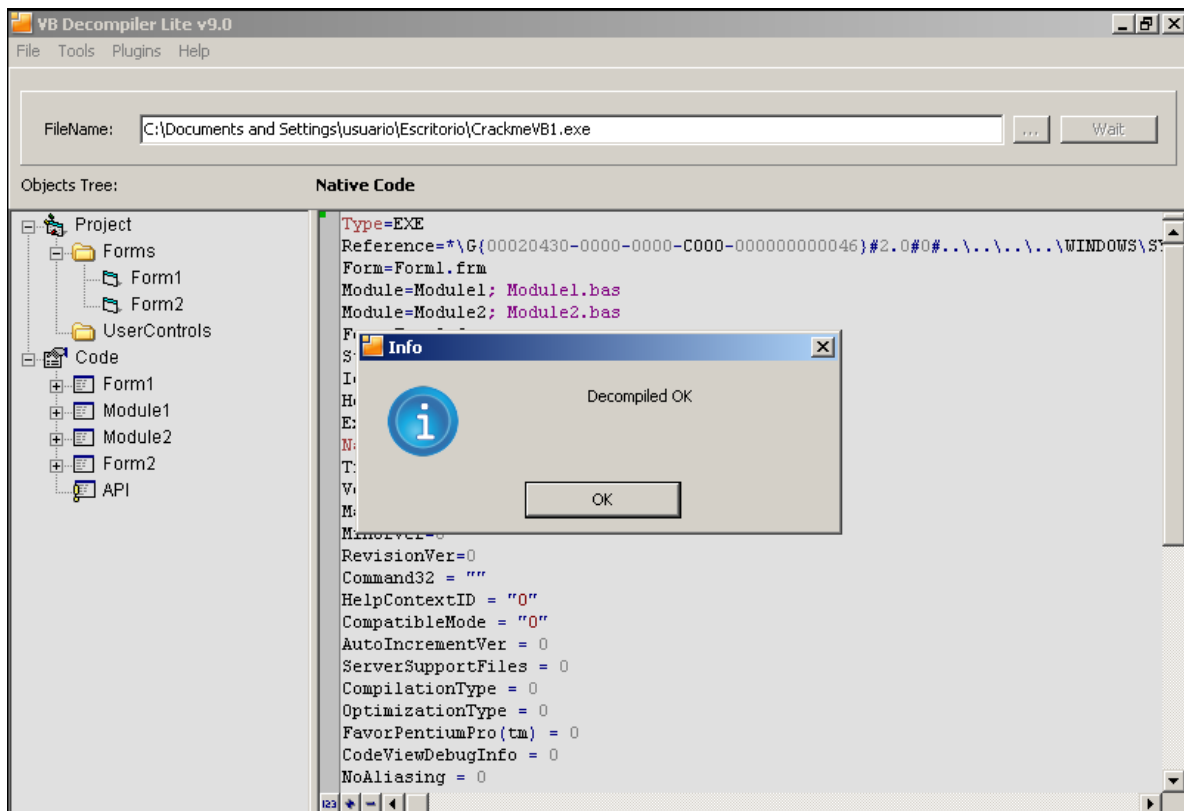 VB Decompiler Lite v9.0
File Tools Plugins Help
FileName: C:\Documents and Settings\usuario\Escritorio\CrackmeVB1.exe ... Wait
Objects Tree:
Native Code
Project
Forms
Form1
Form2
UserControls
Code
Form1
Module1
Module2
Form2
API
Type=EXE
Reference=*\G{00020430-0000-0000-C000-000000000046}#2.0#0#..\..\..\..\WINDOWS\SY
Form=Form1.frm
Module=Module1; Module1.bas
Module=Module2; Module2.bas
Info
Decompiled OK
OK
MinorVer=0
RevisionVer=0
Command32 = ""
HelpContextID = "0"
CompatibleMode = "0"
AutoIncrementVer = 0
ServerSupportFiles = 0
CompilationType = 0
OptimizationType = 0
FavorPentiumPro(tm) = 0
CodeViewDebugInfo = 0
NoAliasing = 0
123